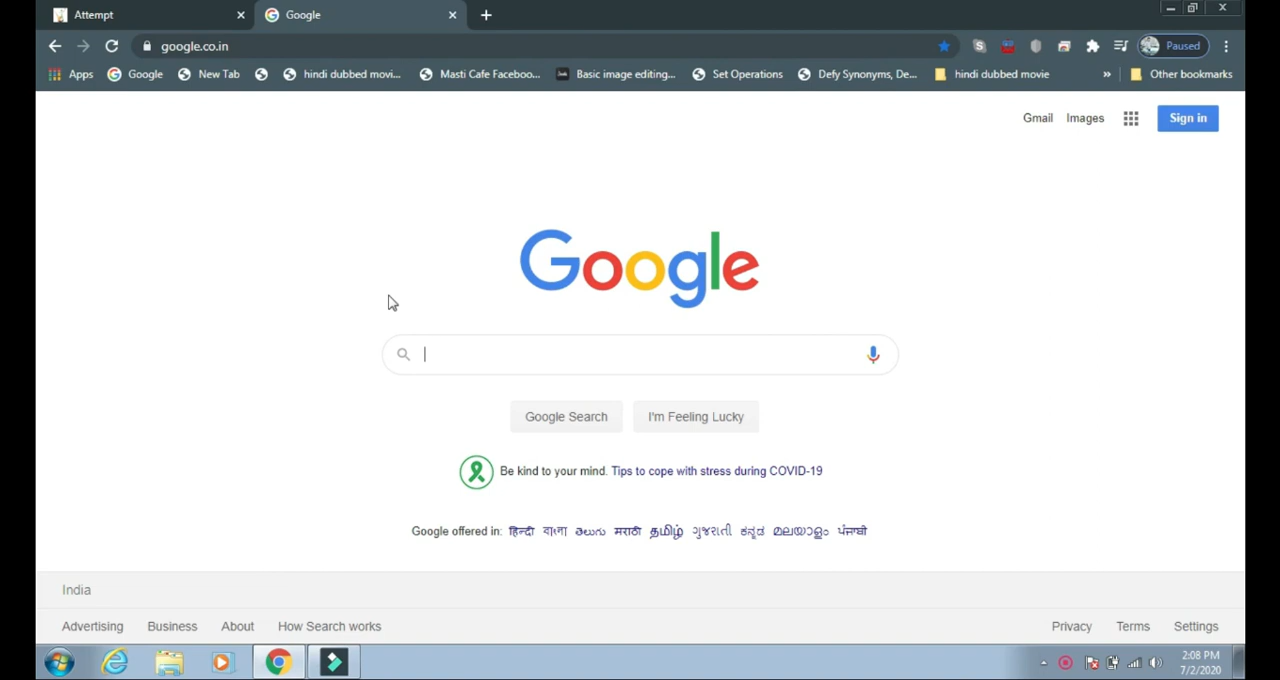 Attempt
Google
google.co.in
Paused
Apps
Google
New Tab
hindi dubbed movi...
Masti Cafe Faceboo...
Basic image editing...
Set Operations
Defy Synonyms, De...
hindi dubbed movie
»
Other bookmarks
Gmail
Images
Sign in
Google
Google Search
I'm Feeling Lucky
Be kind to your mind. Tips to cope with stress during COVID-19
Google offered in: हिन्दी বাংলা తెలుగు मराठी தமிழ் ગુજરાતી ಕನ್ನಡ മലയാളം ਪੰਜਾਬੀ
India
Advertising Business About How Search works
Privacy Terms Settings
2:08 PM
7/2/2020